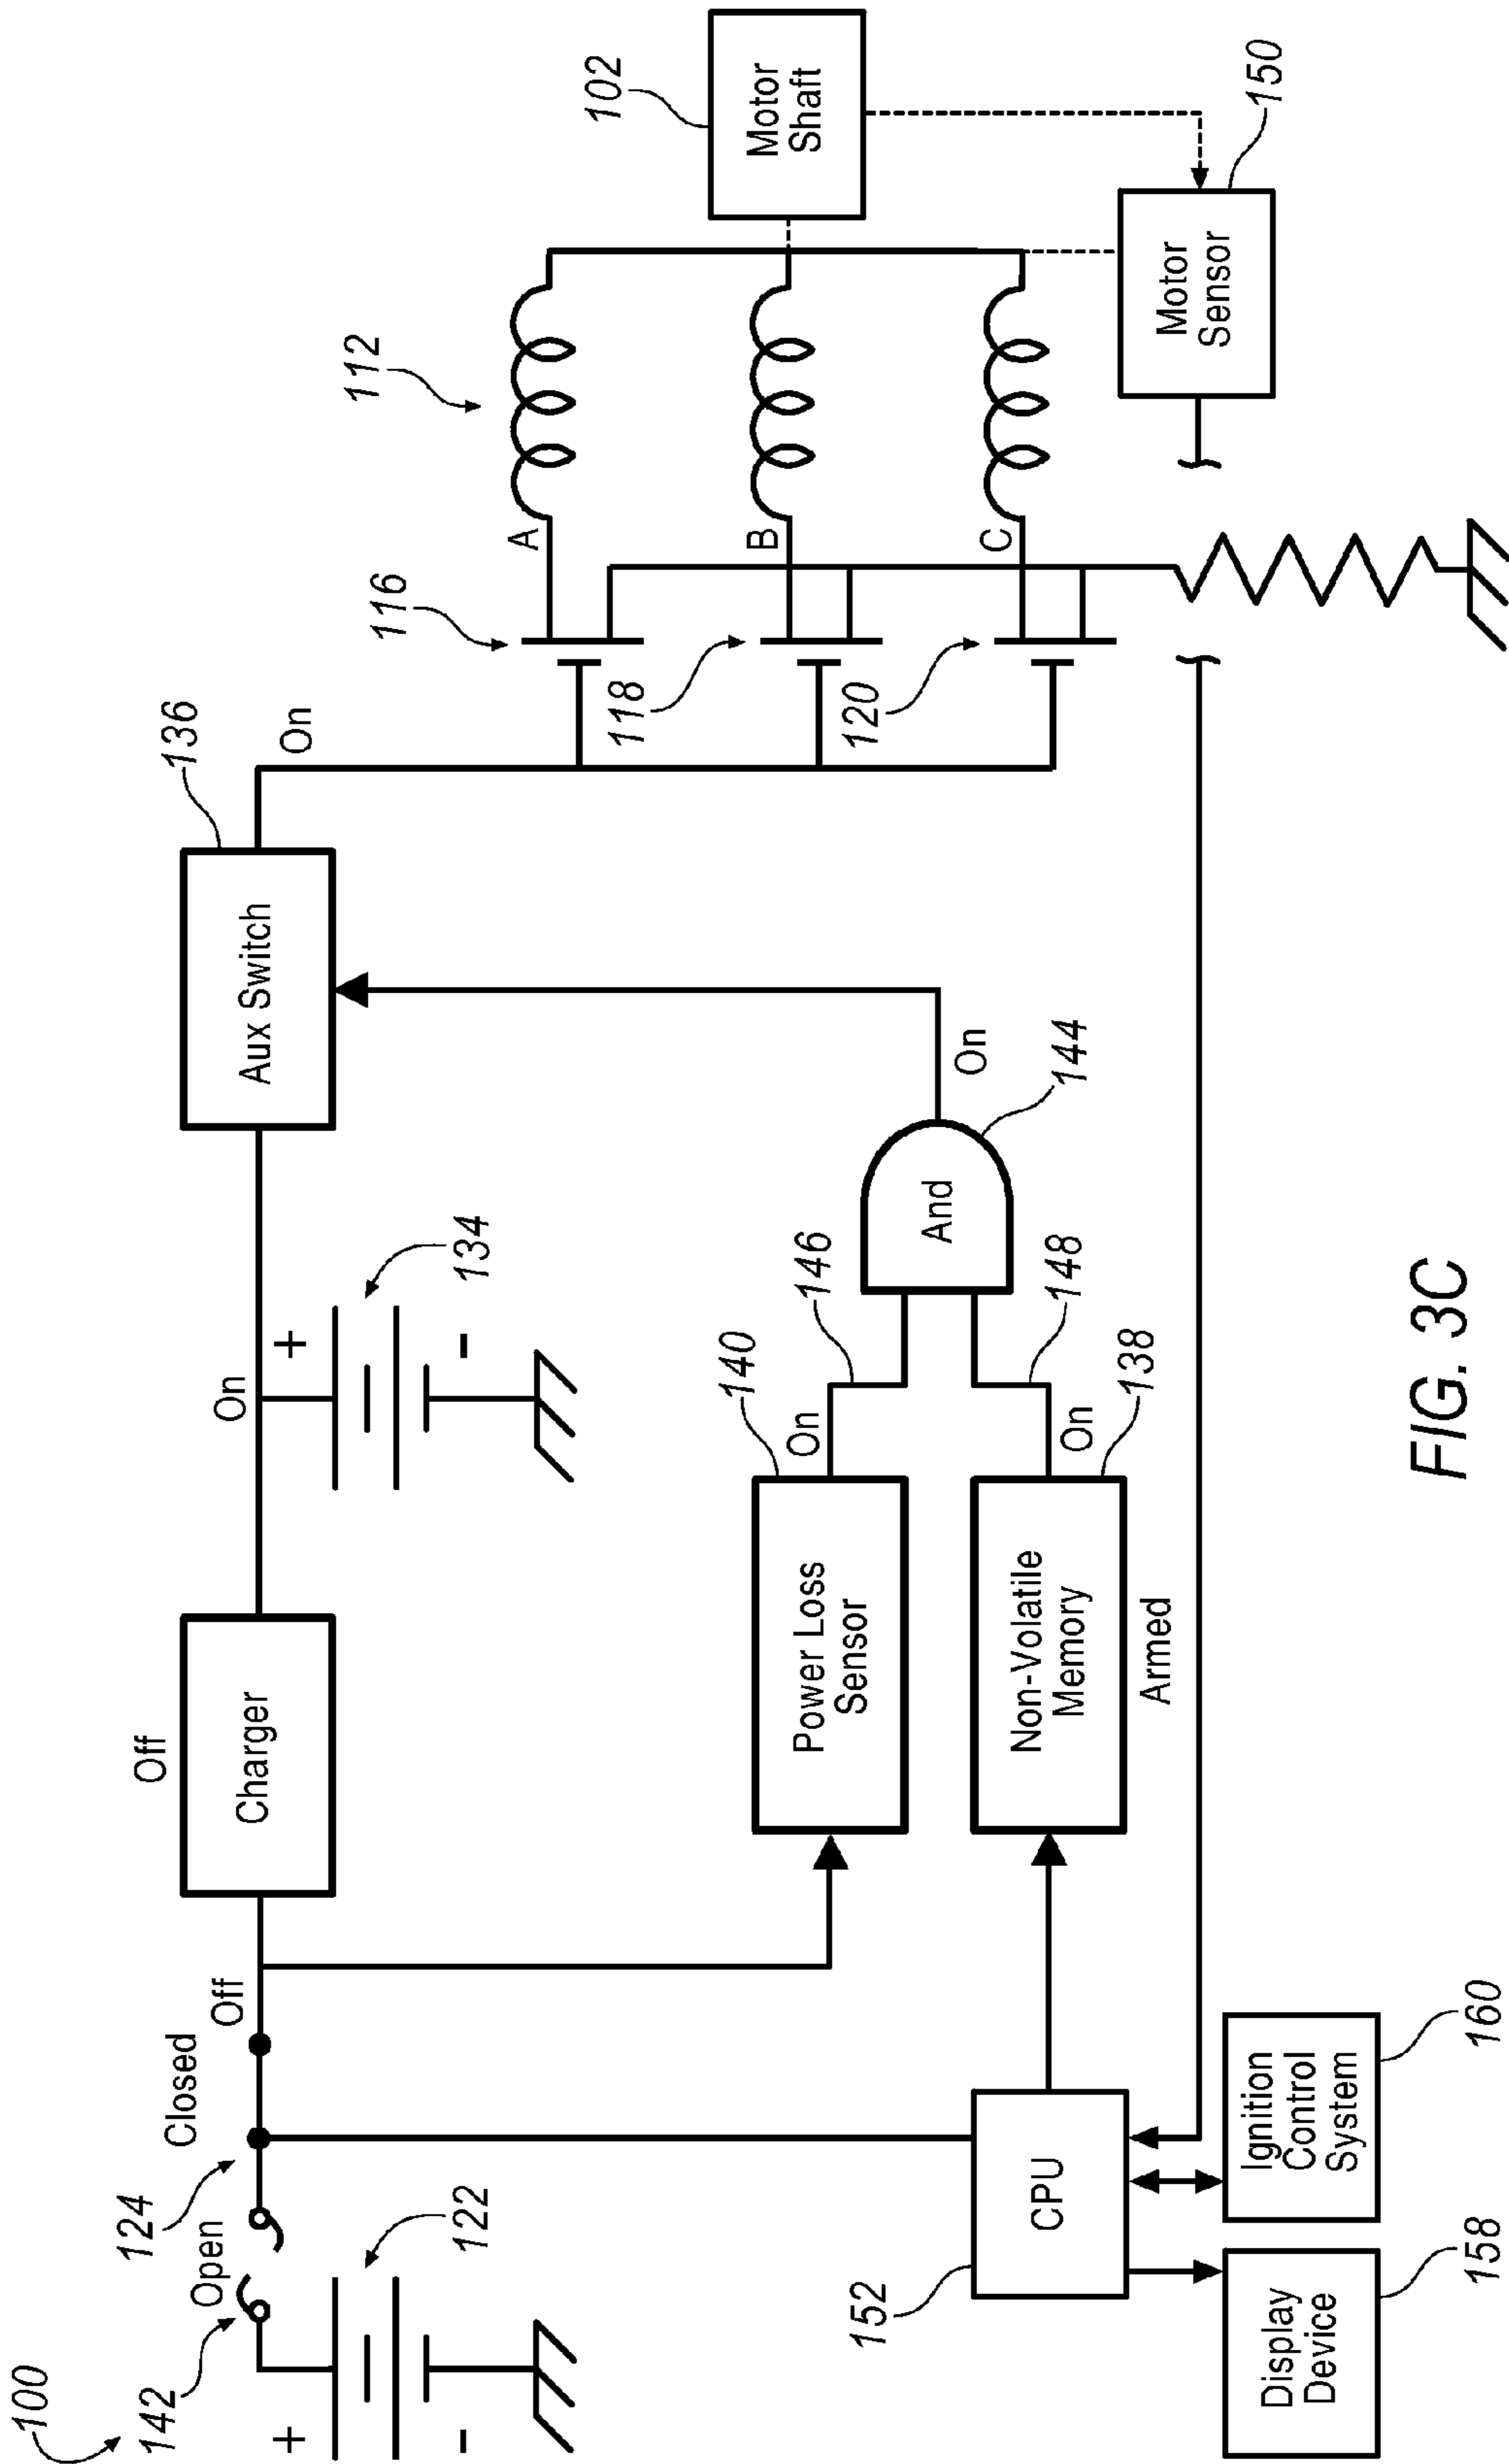 100
142
Open
124
Closed
Off
Off
Charger
On
136
Aux Switch
On
+
-
122
+
-
134
116
A
112
118
B
120
C
102
Motor
Shaft
Motor
Sensor
150
Power Loss
Sensor
140
On
146
And
144
On
Non-Volatile
Memory
Armed
138
On
148
152
CPU
Display
Device
158
Ignition
Control
System
160
FIG. 3C